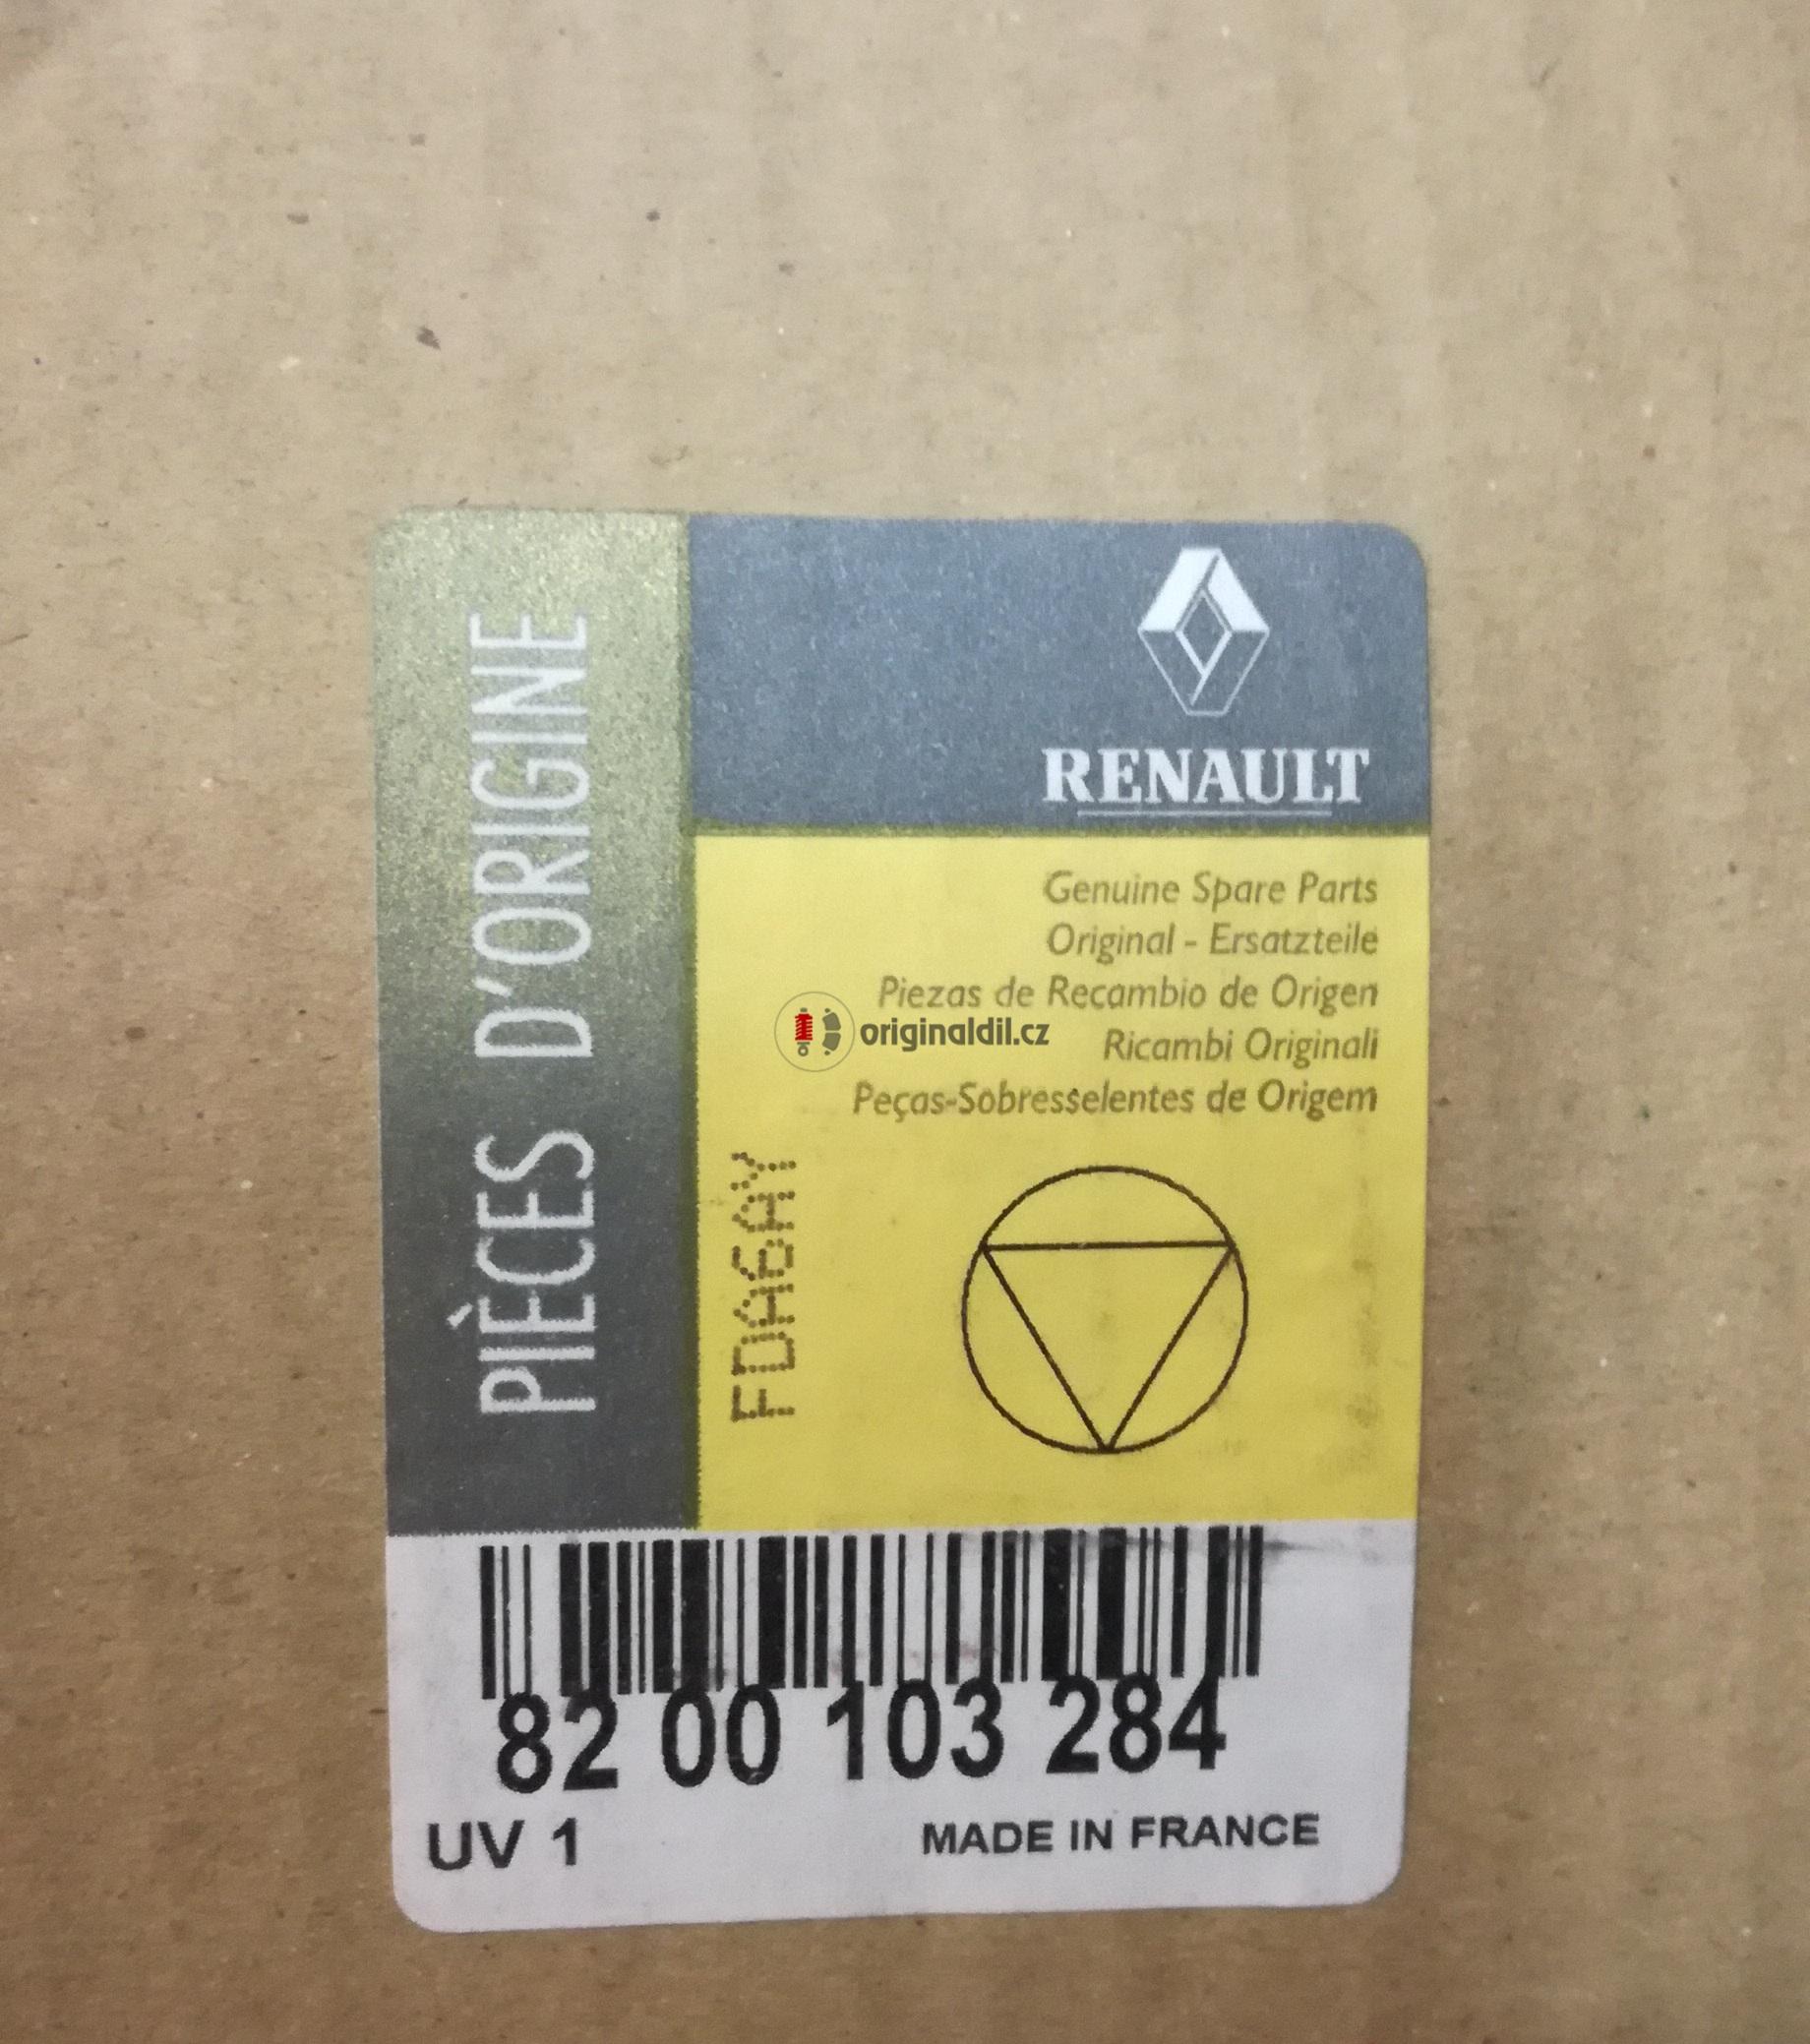 PIÈCES D'ORIGINE
RENAULT
Genuine Spare Parts
Original - Ersatzteile
Piezas de Recambio de Origen
originaldil.cz
Ricambi Originali
Peças-Sobresselentes de Origem
FDA6AY
82 00 103 284
UV 1
MADE IN FRANCE